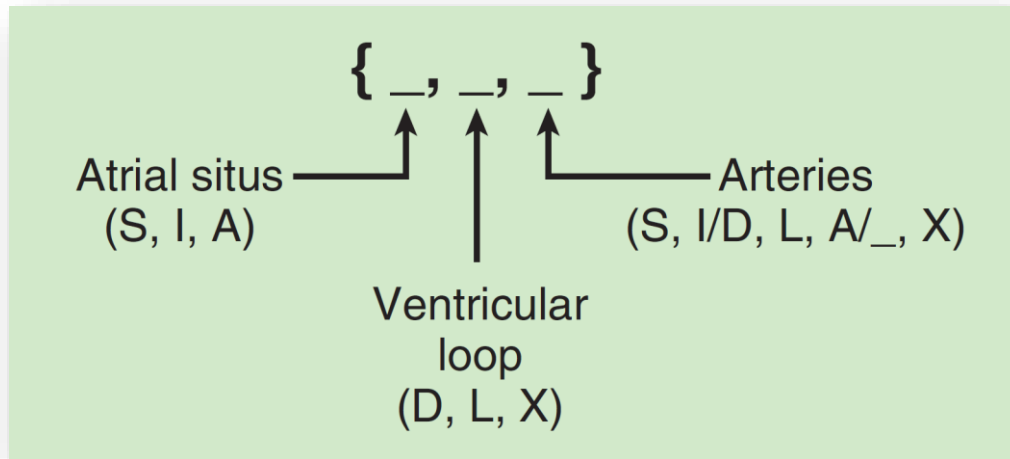 { _, _, _ }
Atrial situs
(S, I, A)
Arteries
(S, I/D, L, A/_, X)
Ventricular
loop
(D, L, X)